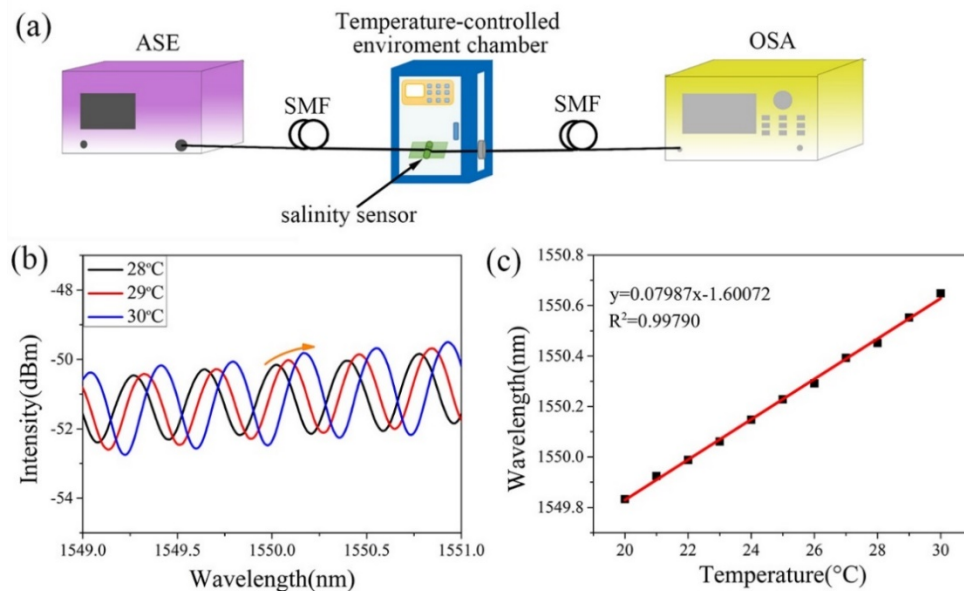 (a)
ASE
Temperature-controlled
enviroment chamber
OSA
SMF
SMF
salinity sensor
(b)
28°C
29°C
30°C
-48
-50
-52
-54
Intensity(dBm)
1549.0
1549.5
1550.0
1550.5
1551.0
Wavelength(nm)
(c)
y=0.07987x-1.60072
R²=0.99790
1550.8
1550.6
1550.4
1550.2
1550.0
1549.8
Wavelength(nm)
20
22
24
26
28
30
Temperature(°C)